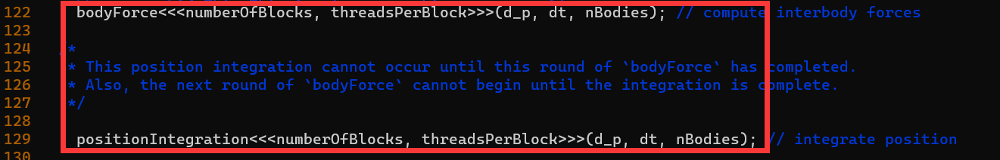 122 bodyForce<<<numberOfBlocks, threadsPerBlock>>>(d_p, dt, nBodies); // compute interbody forces
123
124 /*
125 * This position integration cannot occur until this round of `bodyForce` has completed.
126 * Also, the next round of `bodyForce` cannot begin until the integration is complete.
127 */
128
129 positionIntegration<<<numberOfBlocks, threadsPerBlock>>>(d_p, dt, nBodies); // integrate position
130